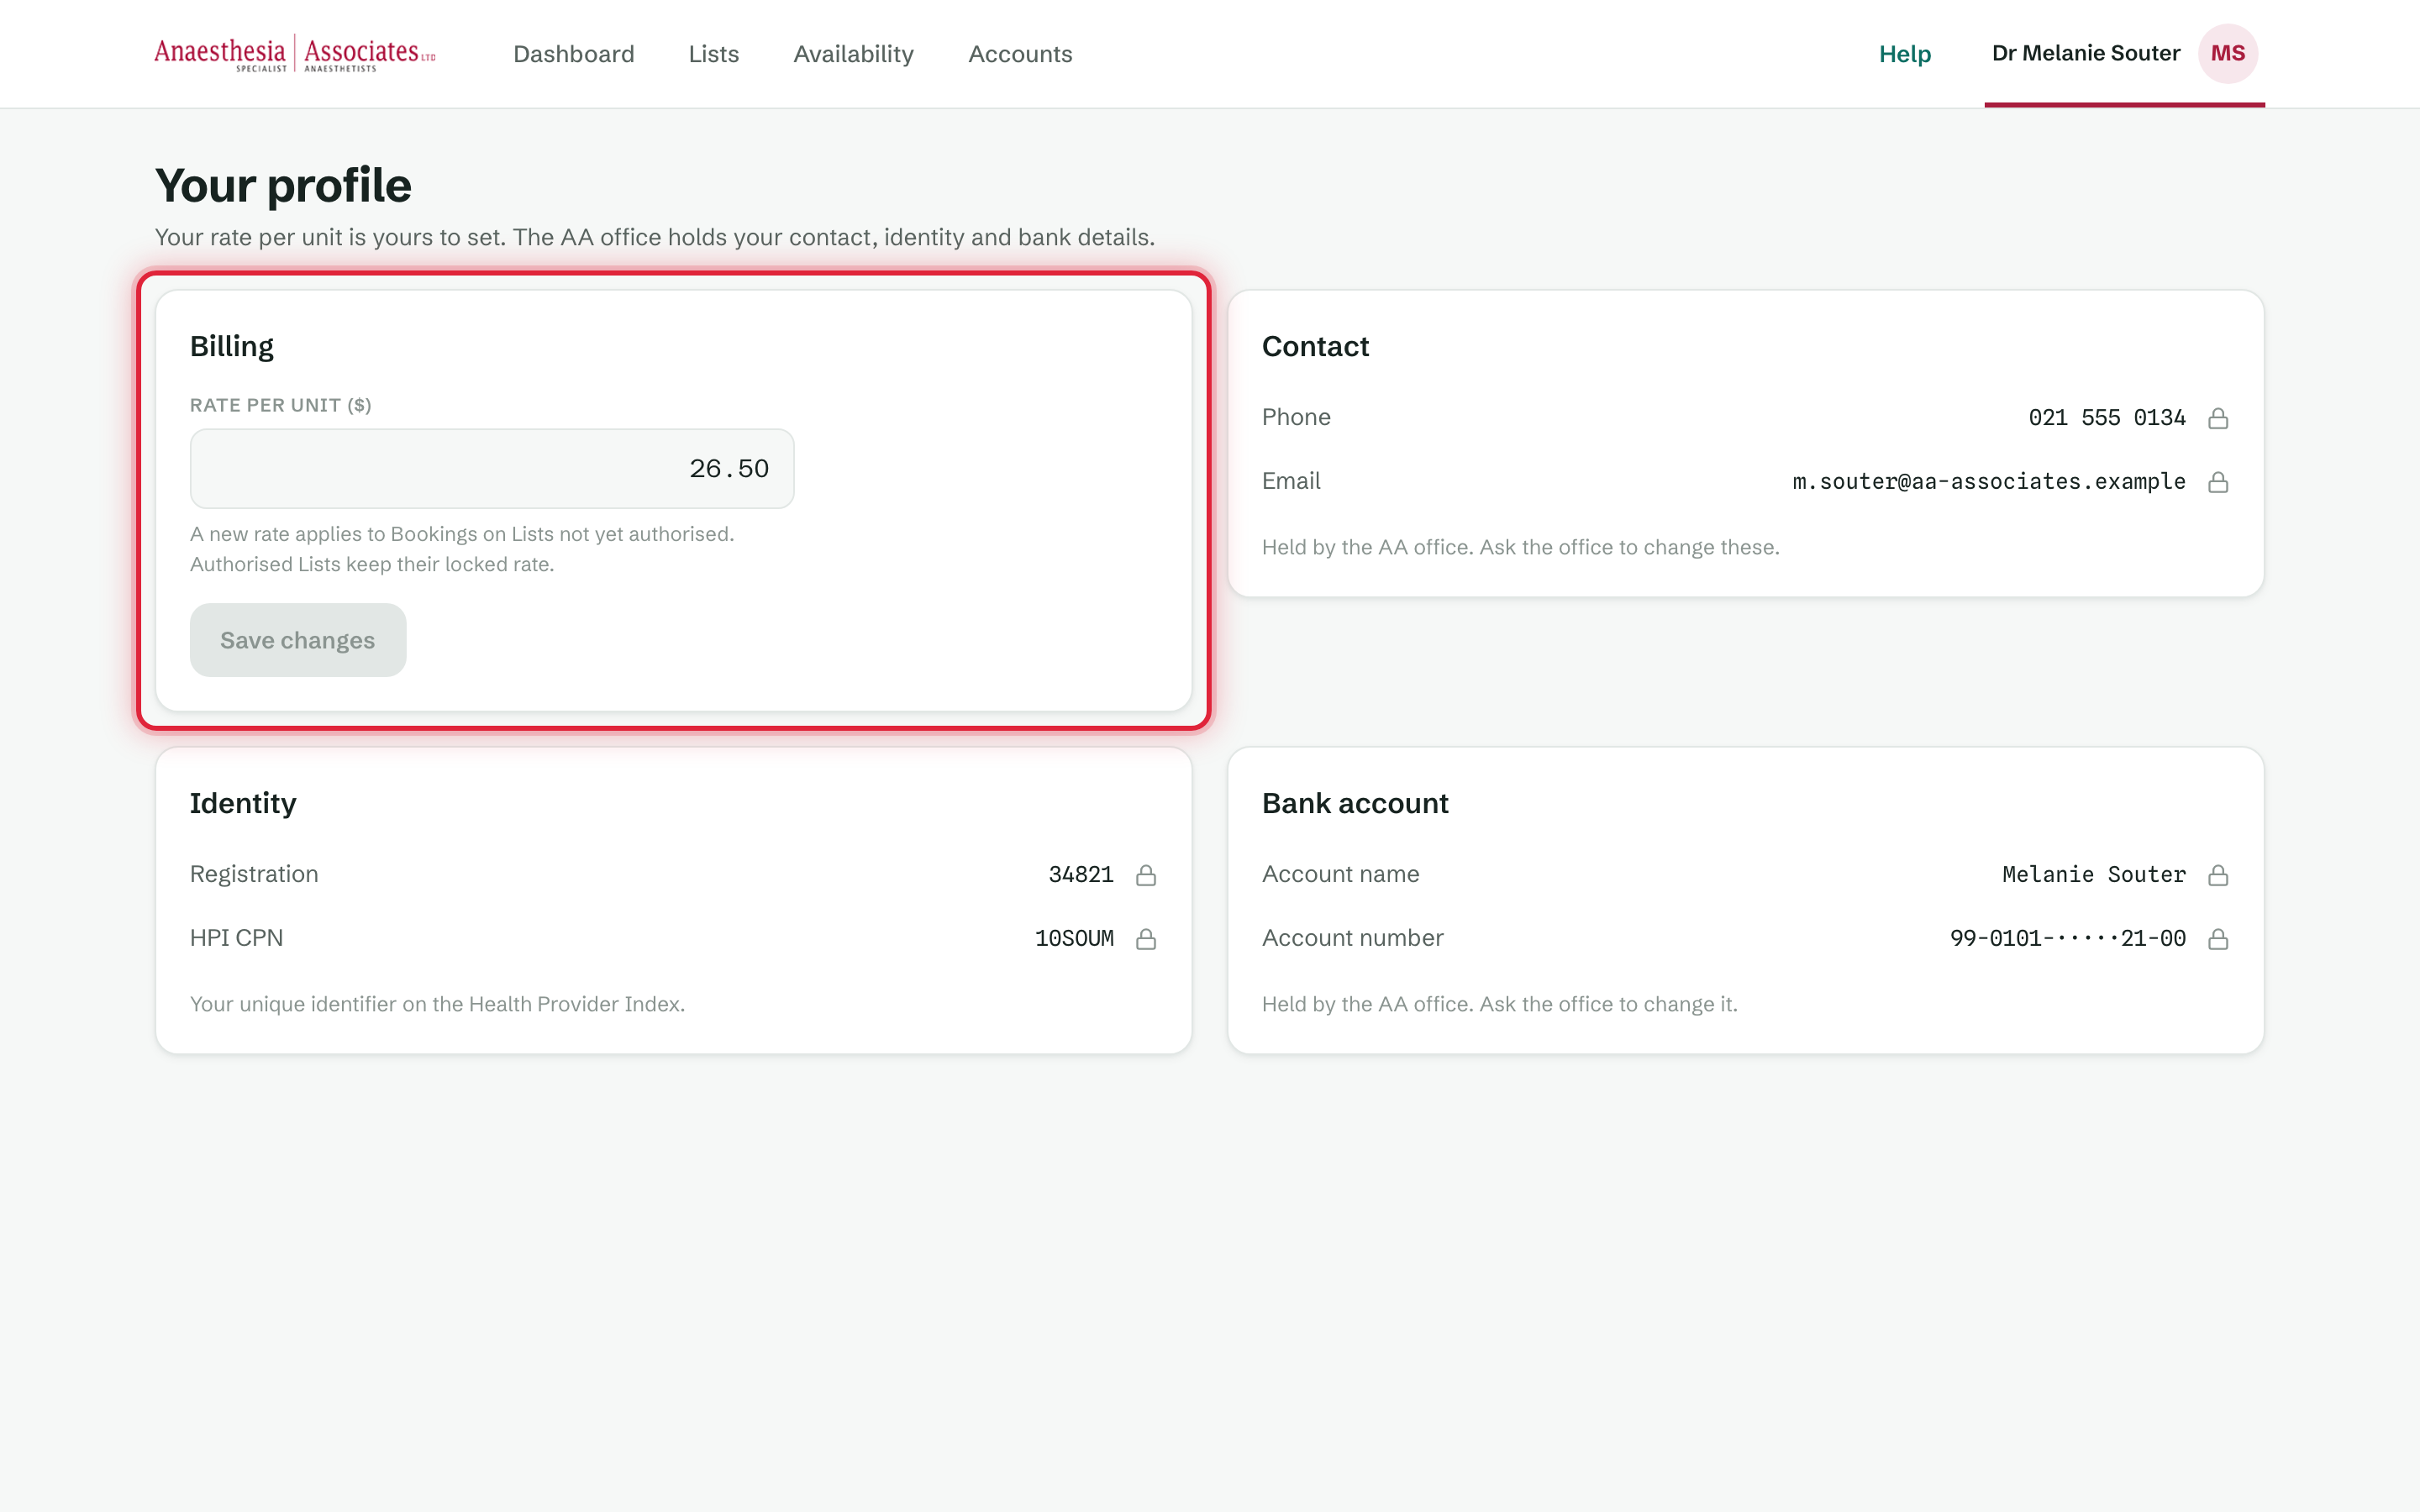 Anaesthesia Associates LTD
SPECIALIST ANAESTHETISTS
Dashboard
Lists
Availability
Accounts
Help
Dr Melanie Souter
MS
Your profile
Your rate per unit is yours to set. The AA office holds your contact, identity and bank details.
Billing
RATE PER UNIT ($)
26.50
A new rate applies to Bookings on Lists not yet authorised.
Authorised Lists keep their locked rate.
Save changes
Contact
Phone 021 555 0134
Email m.souter@aa-associates.example
Held by the AA office. Ask the office to change these.
Identity
Registration 34821
HPI CPN 10SOUM
Your unique identifier on the Health Provider Index.
Bank account
Account name Melanie Souter
Account number 99-0101-·····21-00
Held by the AA office. Ask the office to change it.